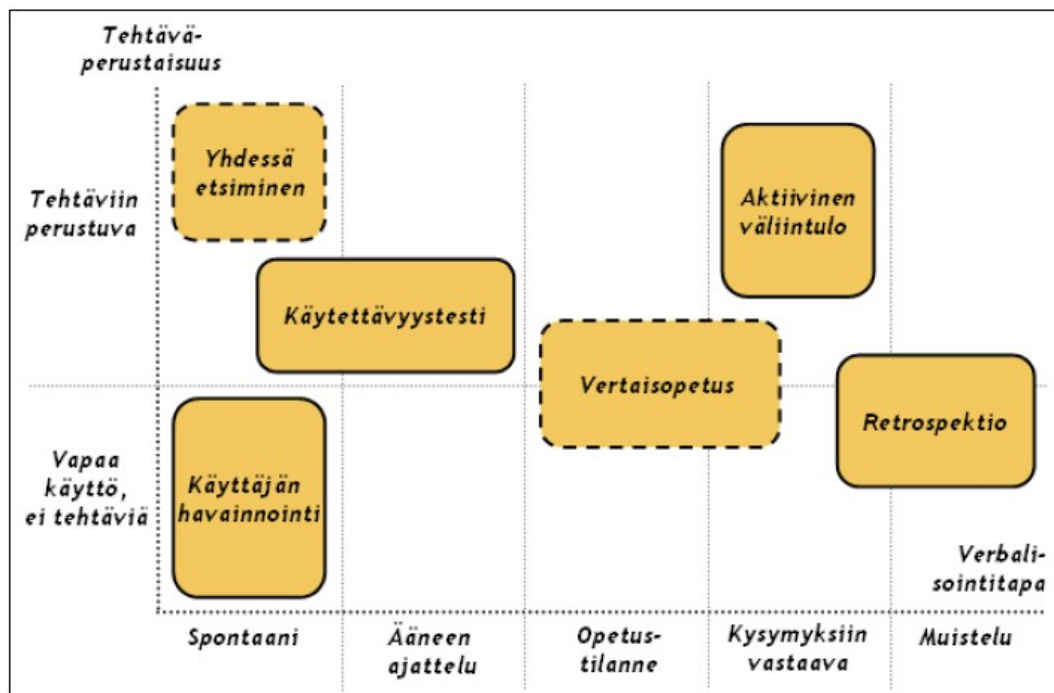 Tehtävä-
perustaisuus
Yhdessä
etsiminen
Tehtäviin
perustuva
Aktiivinen
väliintulo
Käytettävyystesti
Vertaisopetus
Retrospektio
Vapaa
käyttö,
ei tehtäviä
Käyttäjän
havainnointi
Verbali-
sointitapa
Spontaani
Ääneen
ajattelu
Opetus-
tilanne
Kysymyksiin
vastaava
Muistelu